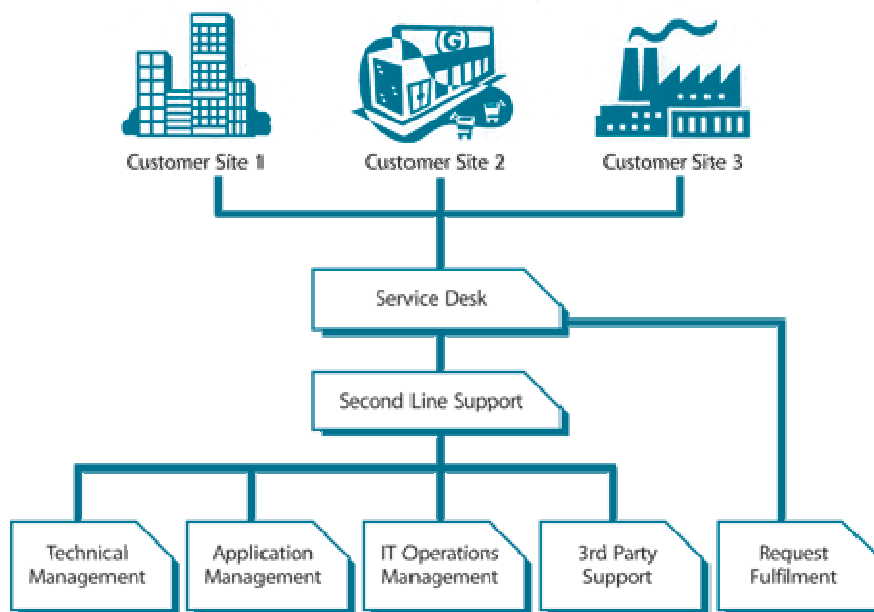 G
Customer Site 1
Customer Site 2
Customer Site 3
Service Desk
Second Line Support
Technical
Management
Application
Management
IT Operations
Management
3rd Party
Support
Request
Fulfilment